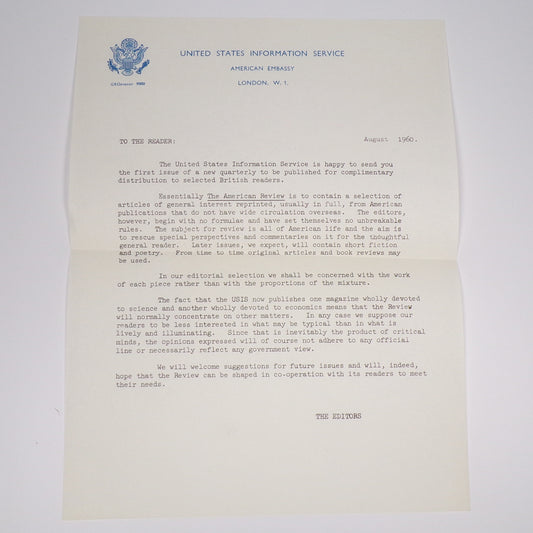 UNITED STATES INFORMATION SERVICE
AMERICAN EMBASSY
LONDON, W. 1.
GROsvenor 9000
TO THE READER:
August 1960.
The United States Information Service is happy to send you
the first issue of a new quarterly to be published for complimentary
distribution to selected British readers.
Essentially The American Review is to contain a selection of
articles of general interest reprinted, usually in full, from American
publications that do not have wide circulation overseas. The editors,
however, begin with no formulae and have set themselves no unbreakable
rules. The subject for review is all of American life and the aim is
to rescue special perspectives and commentaries on it for the thoughtful
general reader. Later issues, we expect, will contain short fiction
and poetry. From time to time original articles and book reviews may
be used.
In our editorial selection we shall be concerned with the work
of each piece rather than with the proportions of the mixture.
The fact that the USIS now publishes one magazine wholly devoted
to science and another wholly devoted to economics means that the Review
will normally concentrate on other matters. In any case we suppose our
readers to be less interested in what may be typical than in what is
lively and illuminating. Since that is inevitably the product of critical
minds, the opinions expressed will of course not adhere to any official
line or necessarily reflect any government view.
We will welcome suggestions for future issues and will, indeed,
hope that the Review can be shaped in co-operation with its readers to meet
their needs.
THE EDITORS